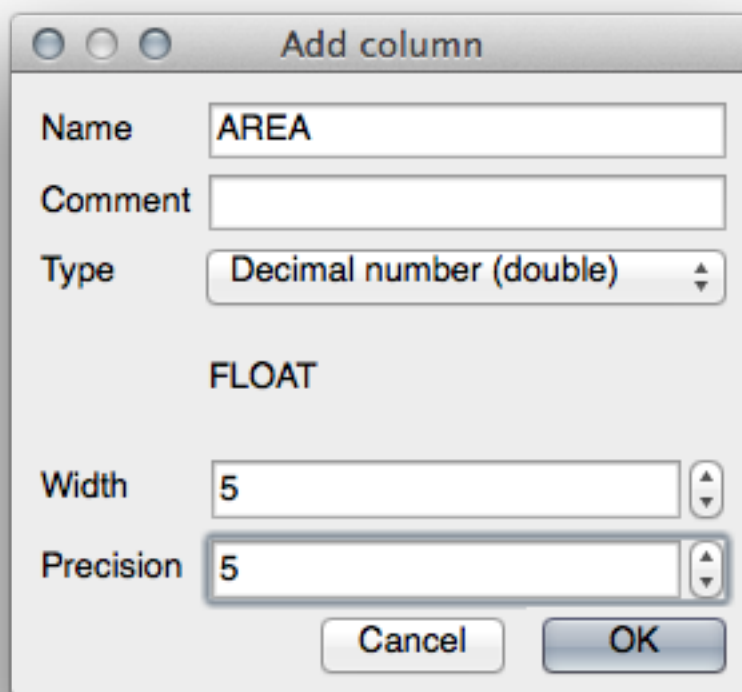 Add column
Name AREA
Comment
Type Decimal number (double)
FLOAT
Width 5
Precision 5
Cancel OK